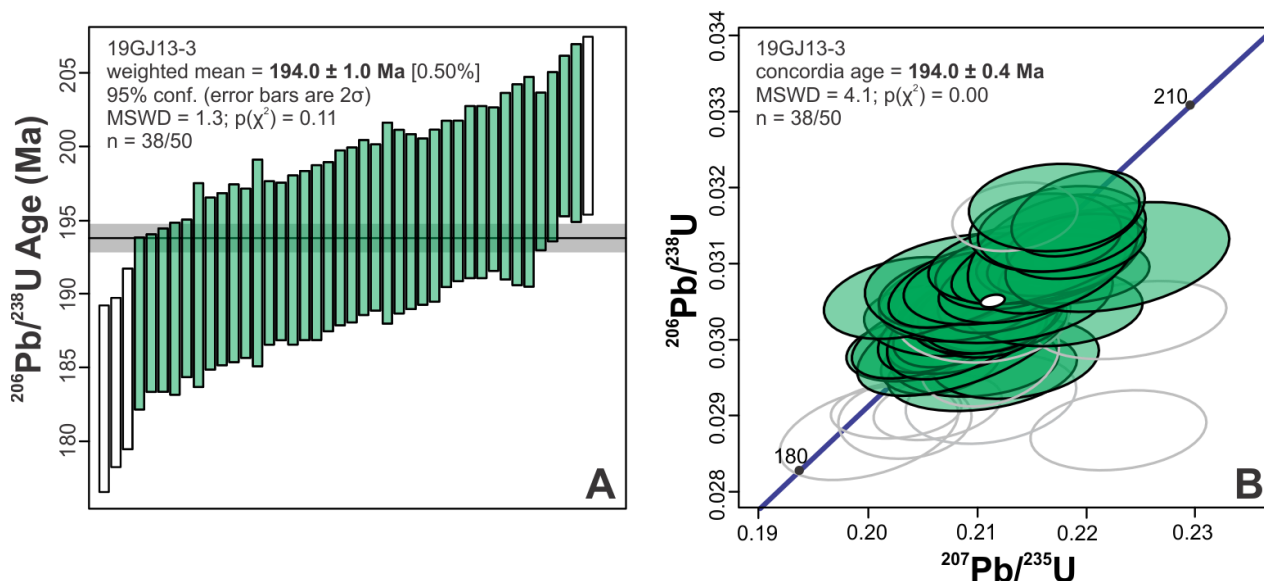 19GJ13-3
weighted mean = 194.0 ± 1.0 Ma [0.50%]
95% conf. (error bars are 2σ)
MSWD = 1.3; p(χ²) = 0.11
n = 38/50
²⁰⁶Pb/²³⁸U Age (Ma)
205
200
195
190
185
180
A
19GJ13-3
concordia age = 194.0 ± 0.4 Ma
MSWD = 4.1; p(χ²) = 0.00
n = 38/50
²⁰⁶Pb/²³⁸U
0.034
0.033
0.032
0.031
0.030
0.029
0.028
210
180
B
0.19 0.20 0.21 0.22 0.23
²⁰⁷Pb/²³⁵U